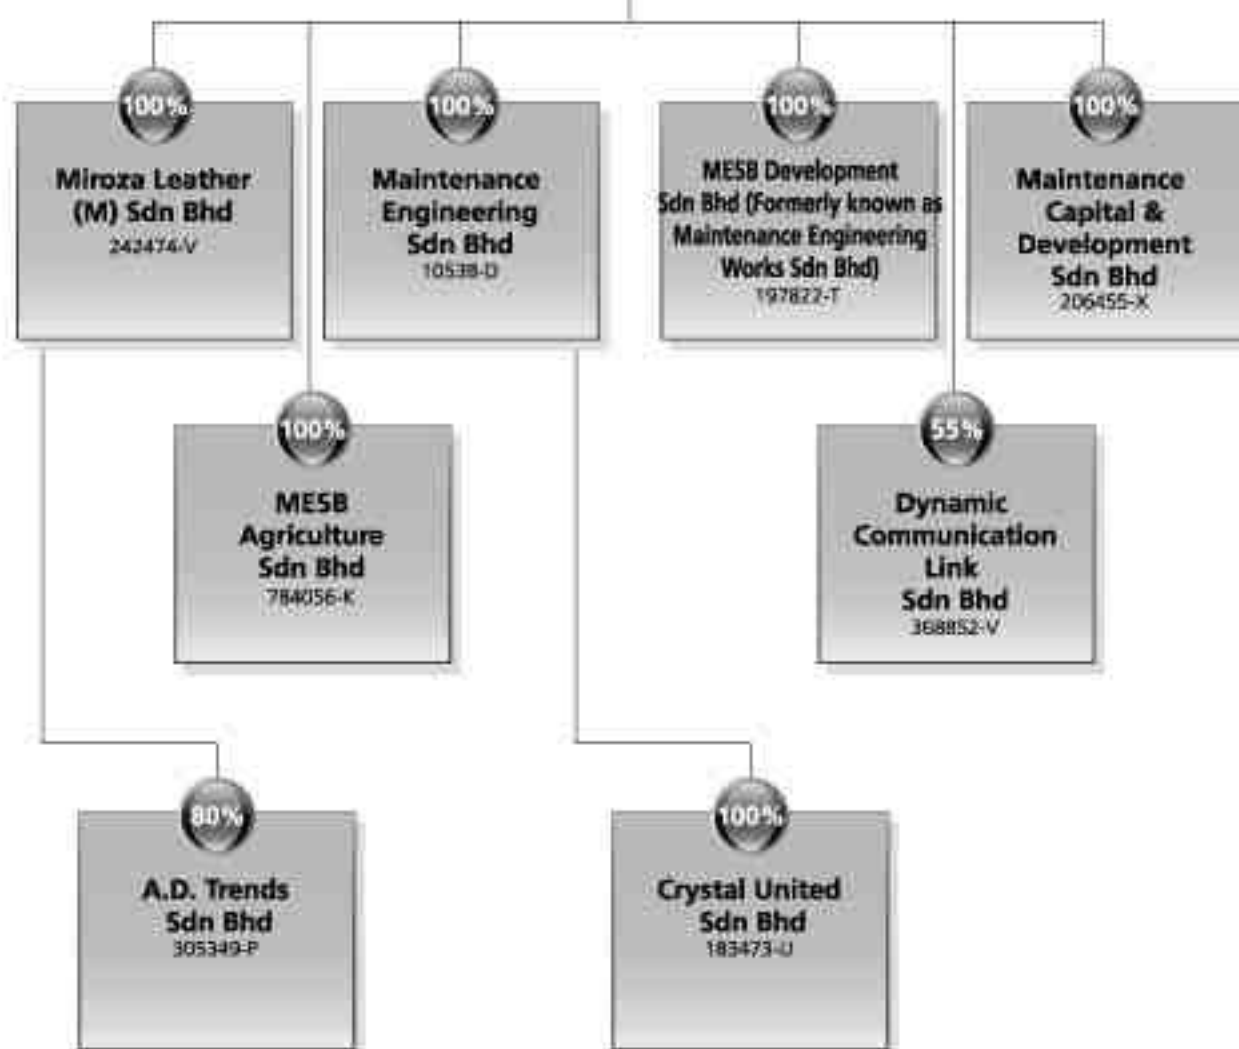 100%
Miroza Leather
(M) Sdn Bhd
242474-V
100%
Maintenance
Engineering
Sdn Bhd
10538-D
100%
MESB Development
Sdn Bhd (Formerly known as
Maintenance Engineering
Works Sdn Bhd)
197822-T
100%
Maintenance
Capital &
Development
Sdn Bhd
206455-X
100%
MESB
Agriculture
Sdn Bhd
784056-K
55%
Dynamic
Communication
Link
Sdn Bhd
368852-V
80%
A.D. Trends
Sdn Bhd
305349-P
100%
Crystal United
Sdn Bhd
183473-U